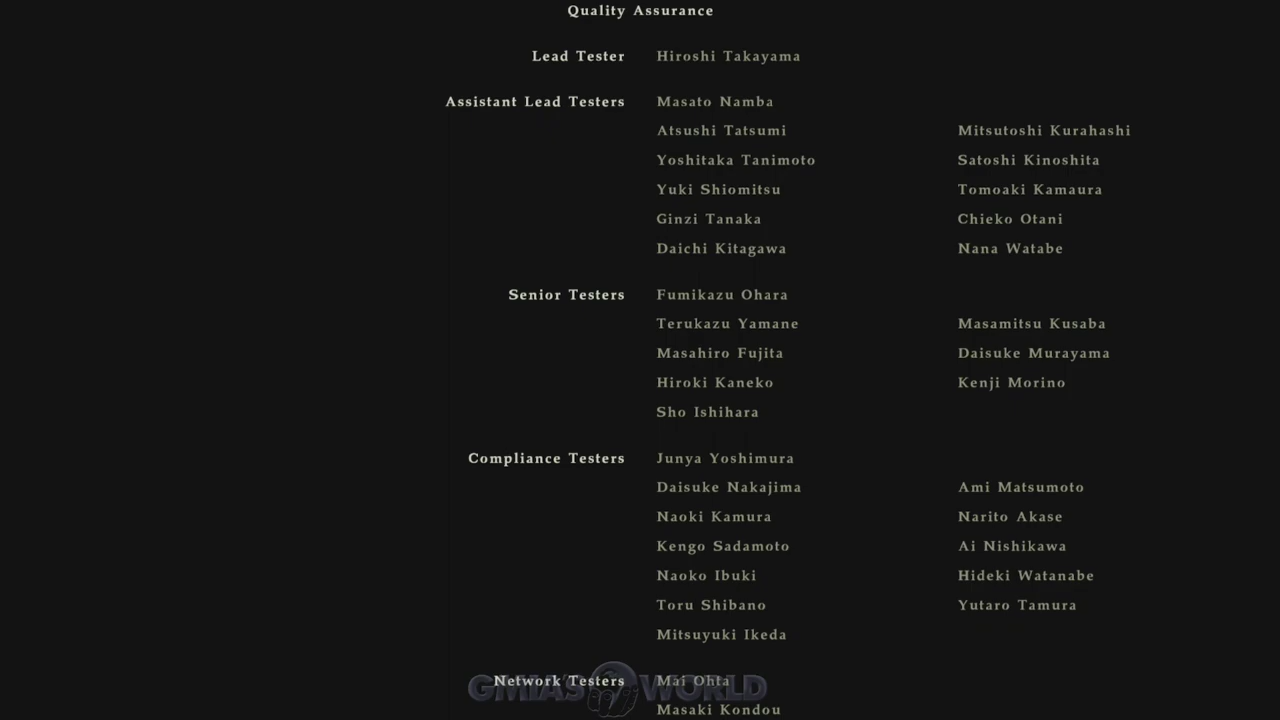 Quality Assurance
Lead Tester Hiroshi Takayama
Assistant Lead Testers Masato Namba
Atsushi Tatsumi Mitsutoshi Kurahashi
Yoshitaka Tanimoto Satoshi Kinoshita
Yuki Shiomitsu Tomoaki Kamaura
Ginzi Tanaka Chieko Otani
Daichi Kitagawa Nana Watabe
Senior Testers Fumikazu Ohara
Terukazu Yamane Masamitsu Kusaba
Masahiro Fujita Daisuke Murayama
Hiroki Kaneko Kenji Morino
Sho Ishihara
Compliance Testers Junya Yoshimura
Daisuke Nakajima Ami Matsumoto
Naoki Kamura Narito Akase
Kengo Sadamoto Ai Nishikawa
Naoko Ibuki Hideki Watanabe
Toru Shibano Yutaro Tamura
Mitsuyuki Ikeda
Network Testers Mai Ohta
GMIAS WORLD
Masaki Kondou